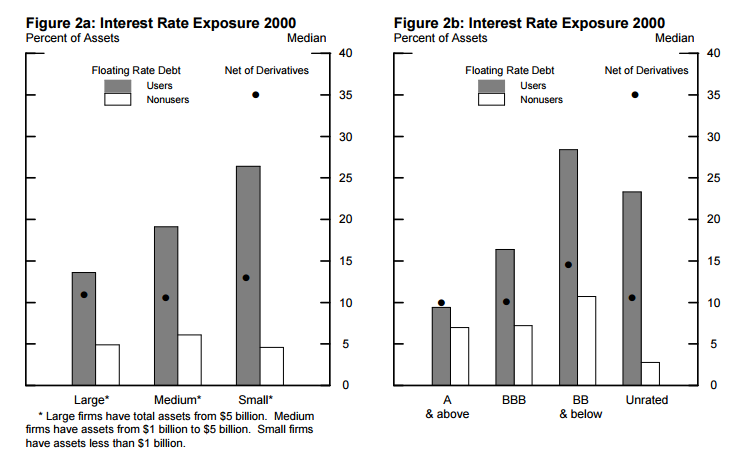 Figure 2a: Interest Rate Exposure 2000
Percent of Assets
Median
Floating Rate Debt
Net of Derivatives
Users
Nonusers
40
35
30
25
20
15
10
5
0
Large*
Medium*
Small*
* Large firms have total assets from $5 billion. Medium
firms have assets from $1 billion to $5 billion. Small firms
have assets less than $1 billion.
Figure 2b: Interest Rate Exposure 2000
Percent of Assets
Median
Floating Rate Debt
Net of Derivatives
Users
Nonusers
40
35
30
25
20
15
10
5
0
A
& above
BBB
BB
& below
Unrated